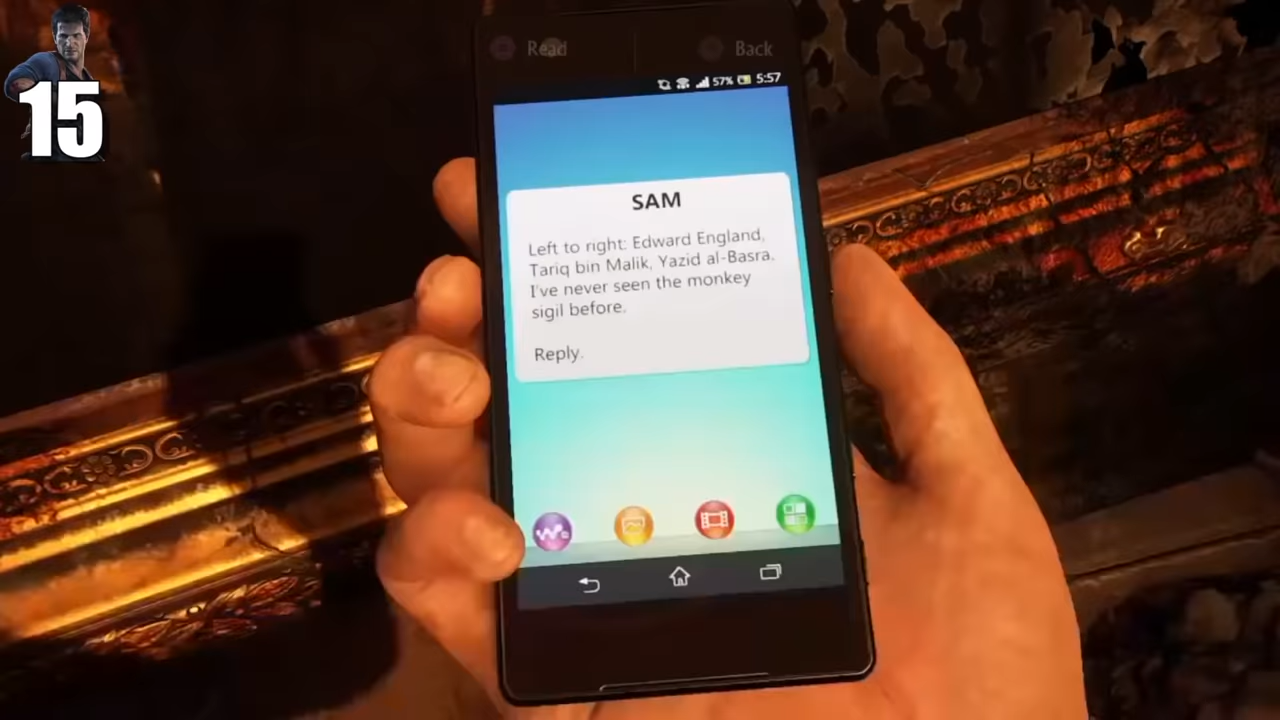 15
Read
Back
57% 5:57
SAM
Left to right: Edward England,
Tariq bin Malik, Yazid al-Basra.
I've never seen the monkey
sigil before.
Reply.